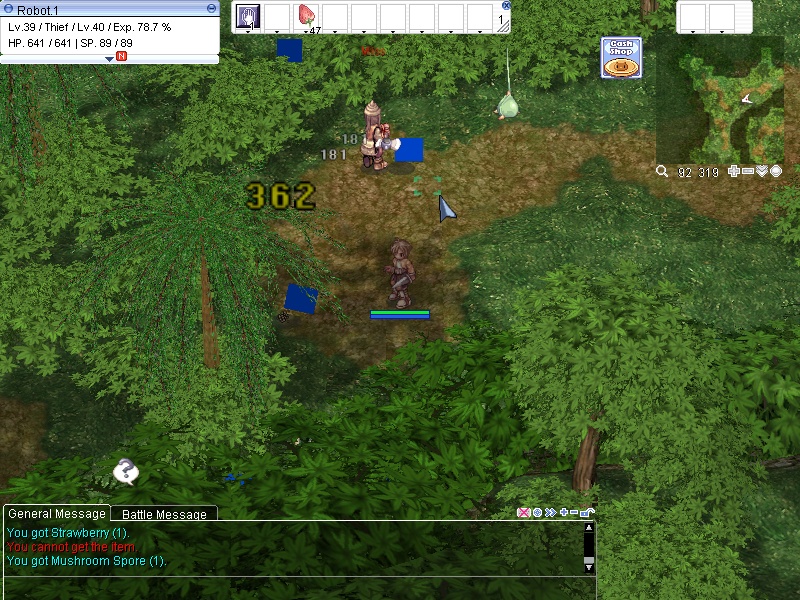 Robot.1
Lv.39 / Thief / Lv.40 / Exp. 78.7 %
HP. 641 / 641 | SP. 89 / 89
N
1
47
1
Cash Shop
181
181
362
92 319
?
General Message
Battle Message
You got Strawberry (1).
You cannot get the item.
You got Mushroom Spore (1).